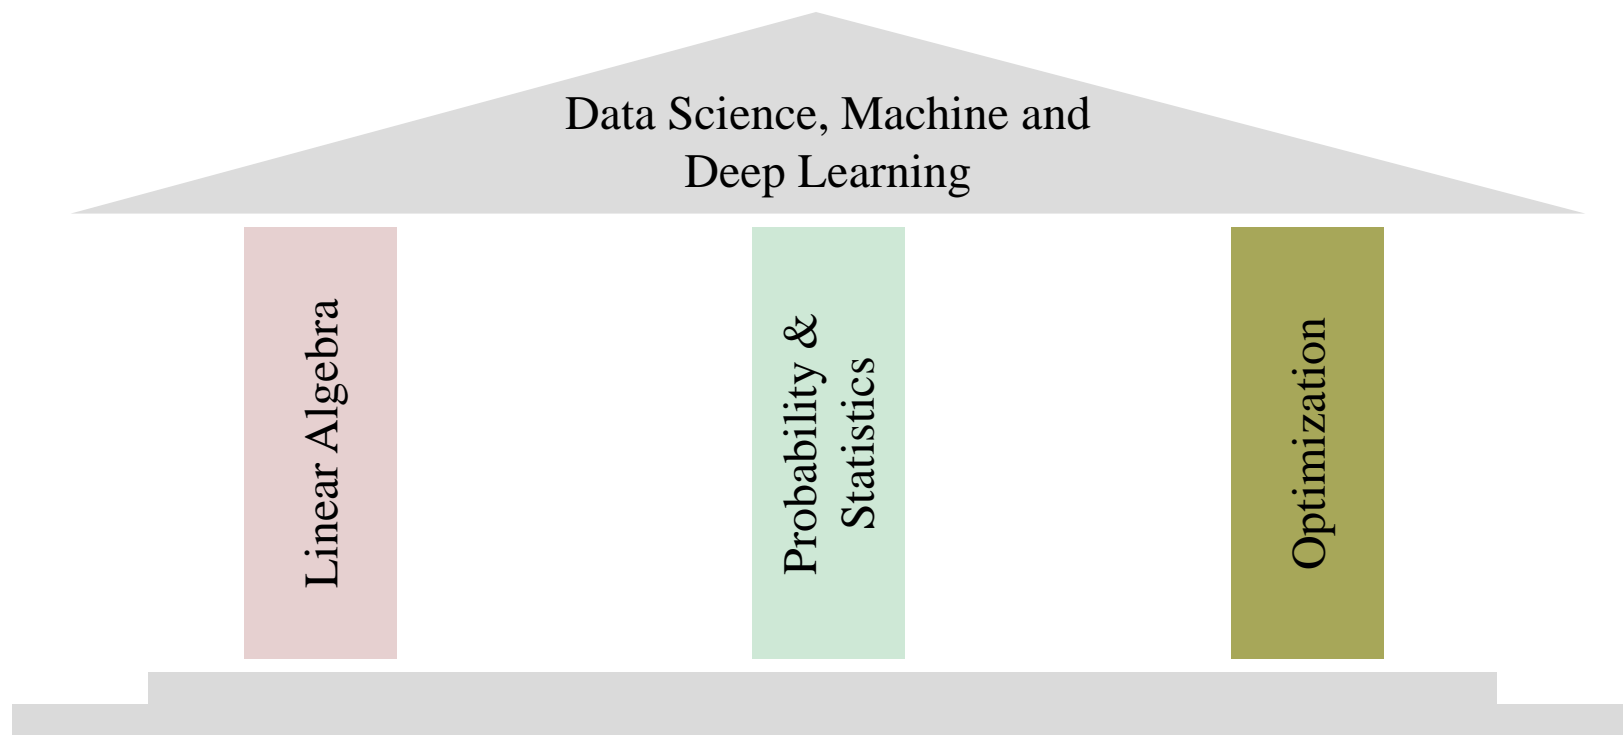 Data Science, Machine and
Deep Learning
Linear Algebra
Probability &
Statistics
Optimization